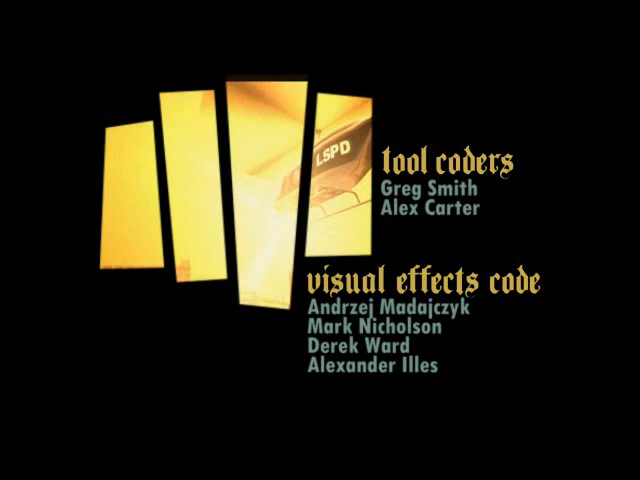 LSPD
tool coders
Greg Smith
Alex Carter
visual effects code
Andrzej Madajczyk
Mark Nicholson
Derek Ward
Alexander Illes